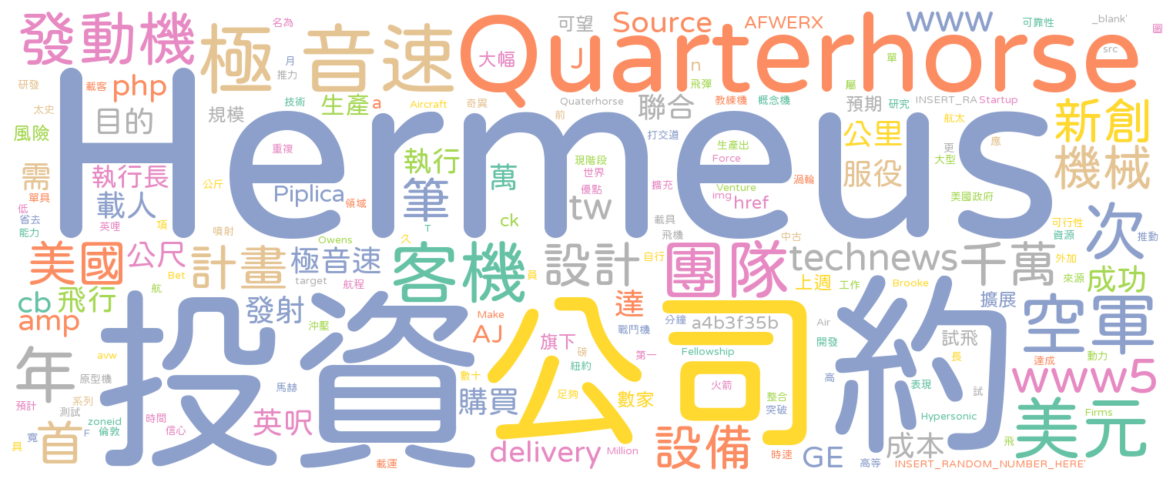 發動機 極 音速 Quarterhorse Hermeus
名為 月 推力 大幅 J 可望 Source AFWERX www 可靠性 _blank' src 圖
研發 載客 php a 技術 Aircraft 奇異 飛彈 n 單 屬
太史 目的 規模 生產 Quaterhorse 前 聯合 教練機 概念機 預期 研究 INSERT_RA Startup
風險 重複 打交道 生產出 公里 航太 應 新創
需 執行長 執行 萬 現階段 世界 Force 渦輪 更 大型 機械
單具 低 載人 公斤 Piplica 領域 筆 優點 擴充 Venture img href 服役 美國政府
省去 能力 英哩 噴射 頃 T ck tw 載具 次 可行性 資源 推動
美國 公尺 計畫 Owens 久 極音速 客機 設計 飛機 自行 團隊 中古 technews 千萬 外加 來源
cb 飛行 航 Bet target 航程 員 上週 工作 Brooke 擴展 成功
amp 發射 沖壓 Make AJ 達 戰鬥機 分鐘 a4b3f35b Air 開發 試飛 空軍
年 avw 原型機 投資 旗下 碩 紐約 第一 Fellowship 公司 約 長 達成 動力
預計 系列 馬赫 數十 購買 足夠 數家 火箭 整合 突破 高 表現 試 www5
首 測試 zoneid 時間 信心 英呎 Hypersonic Firms 美元
具 寬 F 倫敦 載運 delivery Million 設備 時速 GE 高等 成本 飛 INSERT_RANDOM_NUMBER_HERE'